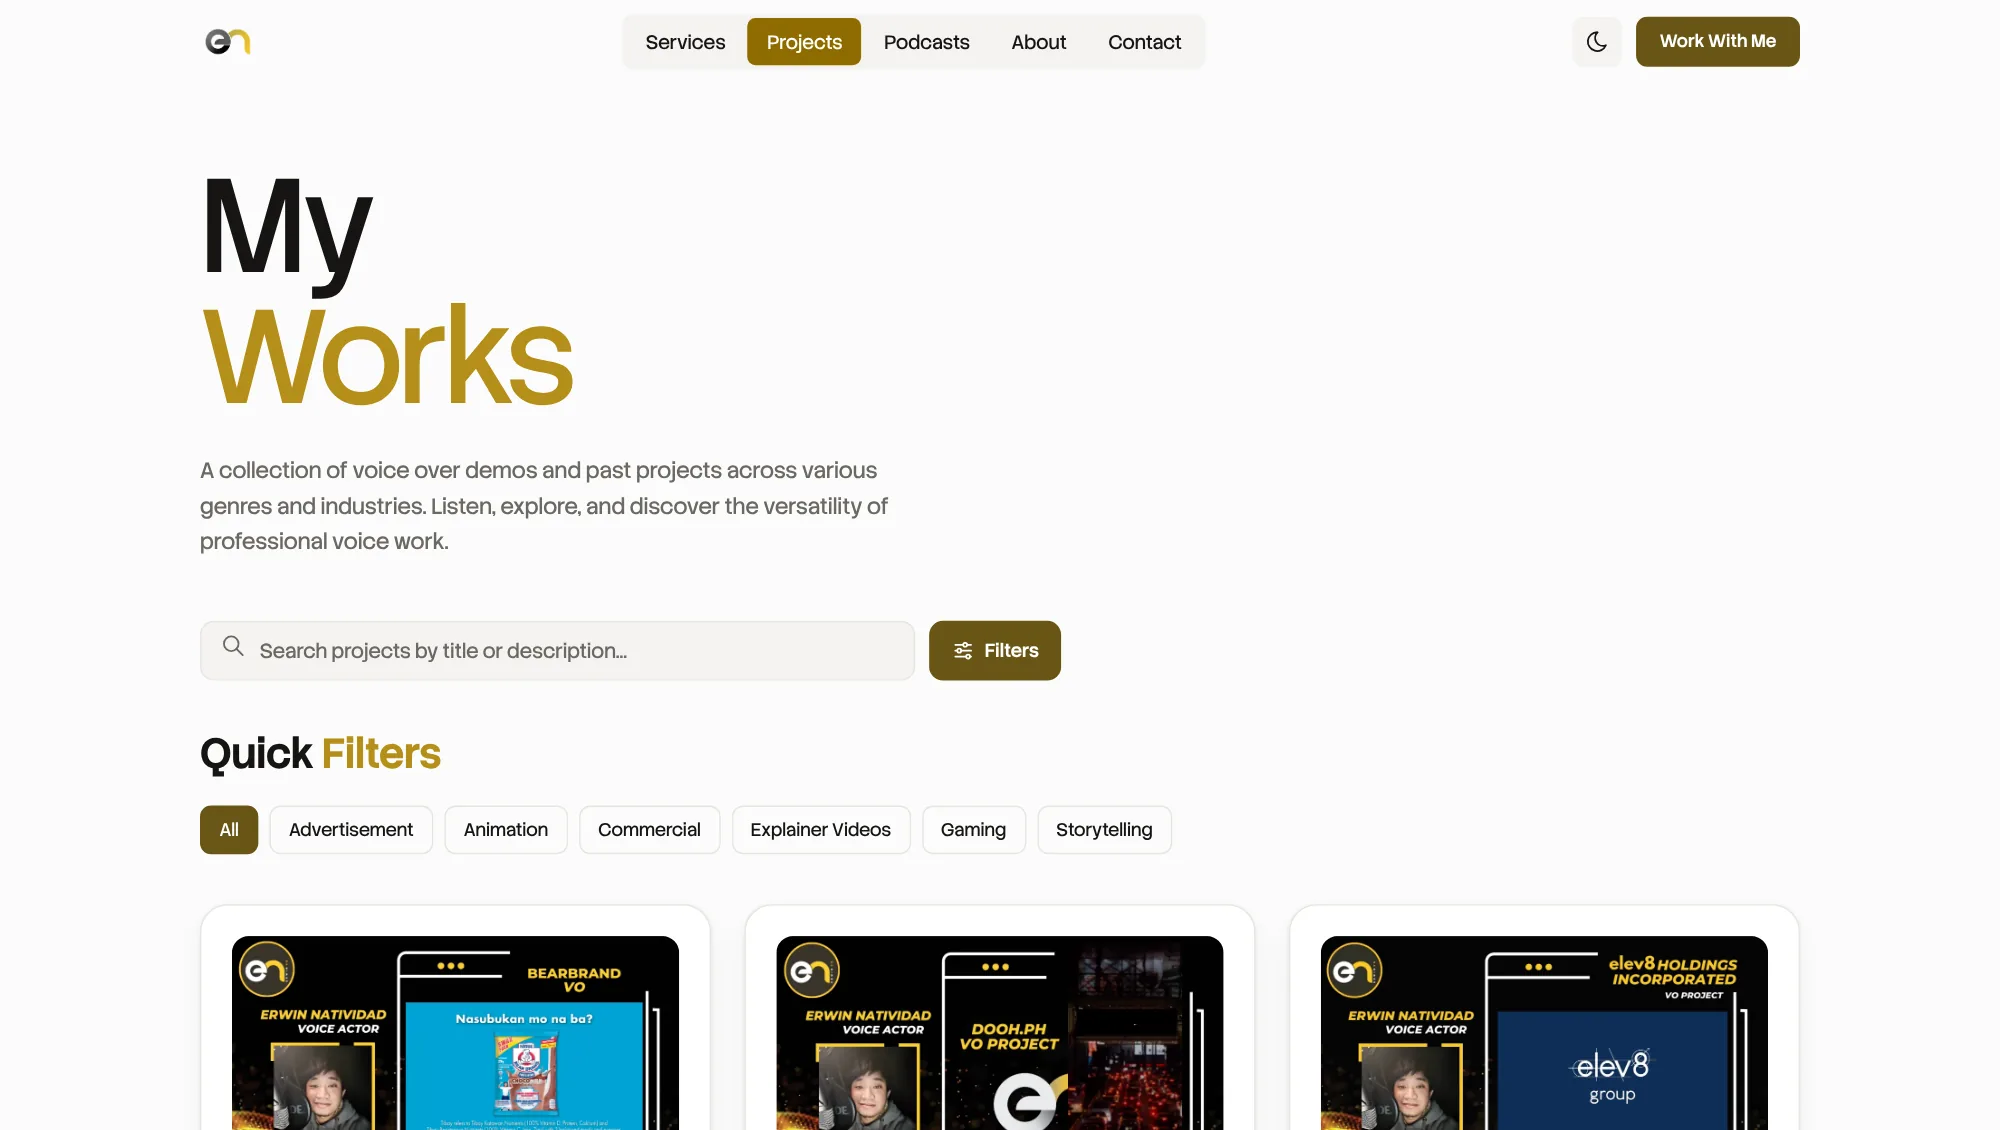 en
Services
Projects
Podcasts
About
Contact
Work With Me
My
Works
A collection of voice over demos and past projects across various
genres and industries. Listen, explore, and discover the versatility of
professional voice work.
Search projects by title or description...
Filters
Quick Filters
All
Advertisement
Animation
Commercial
Explainer Videos
Gaming
Storytelling
en
BEARBRAND
VO
ERWIN NATIVIDAD
VOICE ACTOR
Nasubukan mo na ba?
en
ERWIN NATIVIDAD
VOICE ACTOR
DOOH.PH
VO PROJECT
en
elev8 HOLDINGS
INCORPORATED
VO PROJECT
ERWIN NATIVIDAD
VOICE ACTOR
elev8
group